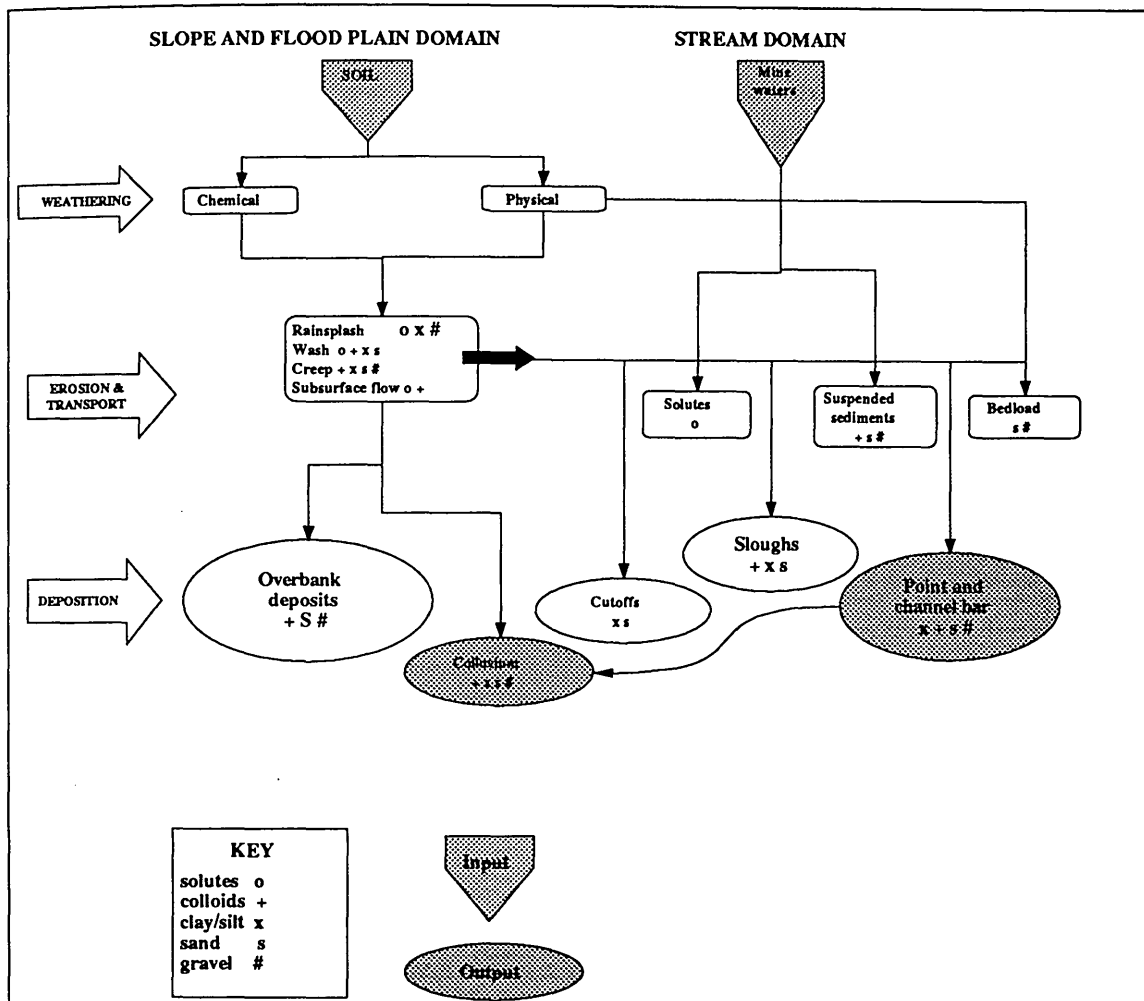 SLOPE AND FLOOD PLAIN DOMAIN
STREAM DOMAIN
SOIL
Mine
waters
WEATHERING
Chemical
Physical
Rainsplash o x #
Wash o + x s
Creep + x s #
Subsurface flow o +
EROSION &
TRANSPORT
Solutes
o
Suspended
sediments
+ s #
Bedload
s #
DEPOSITION
Overbank
deposits
+ S #
Sloughs
+ x s
Cutoffs
x s
Point and
channel bar
x + s #
Colluvium
+ x s #
KEY
solutes o
colloids +
clay/silt x
sand s
gravel #
Input
Output